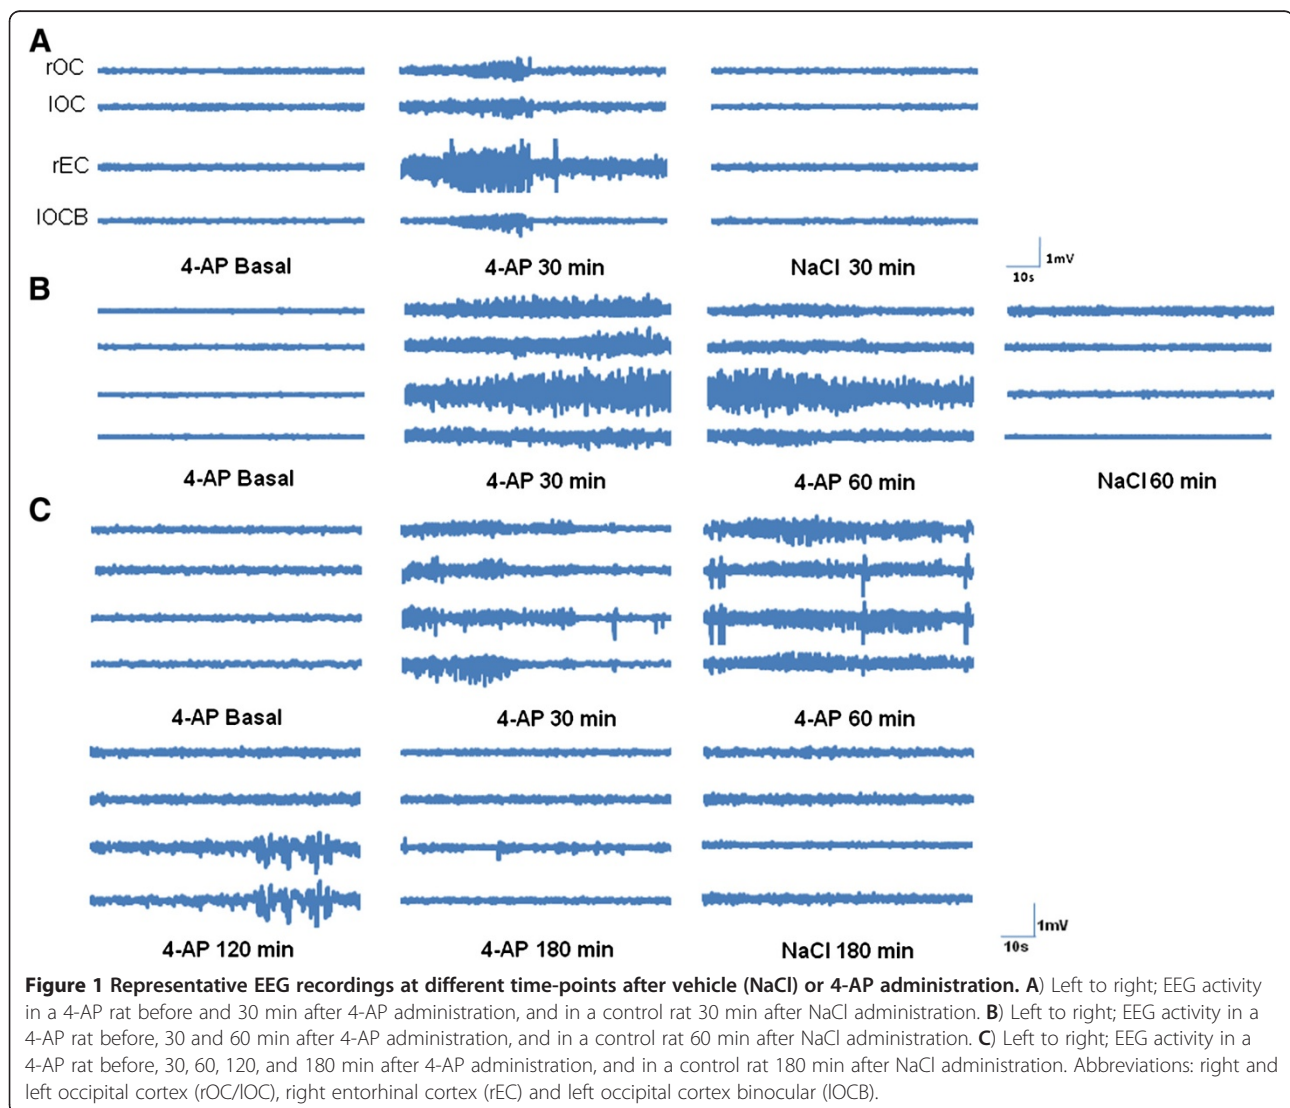 A
rOC
lOC
rEC
lOCB
4-AP Basal
4-AP 30 min
NaCl 30 min
1mV
10s
B
4-AP Basal
4-AP 30 min
4-AP 60 min
NaCl 60 min
C
4-AP Basal
4-AP 30 min
4-AP 60 min
4-AP 120 min
4-AP 180 min
NaCl 180 min
1mV
10s
Figure 1 Representative EEG recordings at different time-points after vehicle (NaCl) or 4-AP administration. A) Left to right; EEG activity
in a 4-AP rat before and 30 min after 4-AP administration, and in a control rat 30 min after NaCl administration. B) Left to right; EEG activity in a
4-AP rat before, 30 and 60 min after 4-AP administration, and in a control rat 60 min after NaCl administration. C) Left to right; EEG activity in a
4-AP rat before, 30, 60, 120, and 180 min after 4-AP administration, and in a control rat 180 min after NaCl administration. Abbreviations: right and
left occipital cortex (rOC/lOC), right entorhinal cortex (rEC) and left occipital cortex binocular (lOCB).